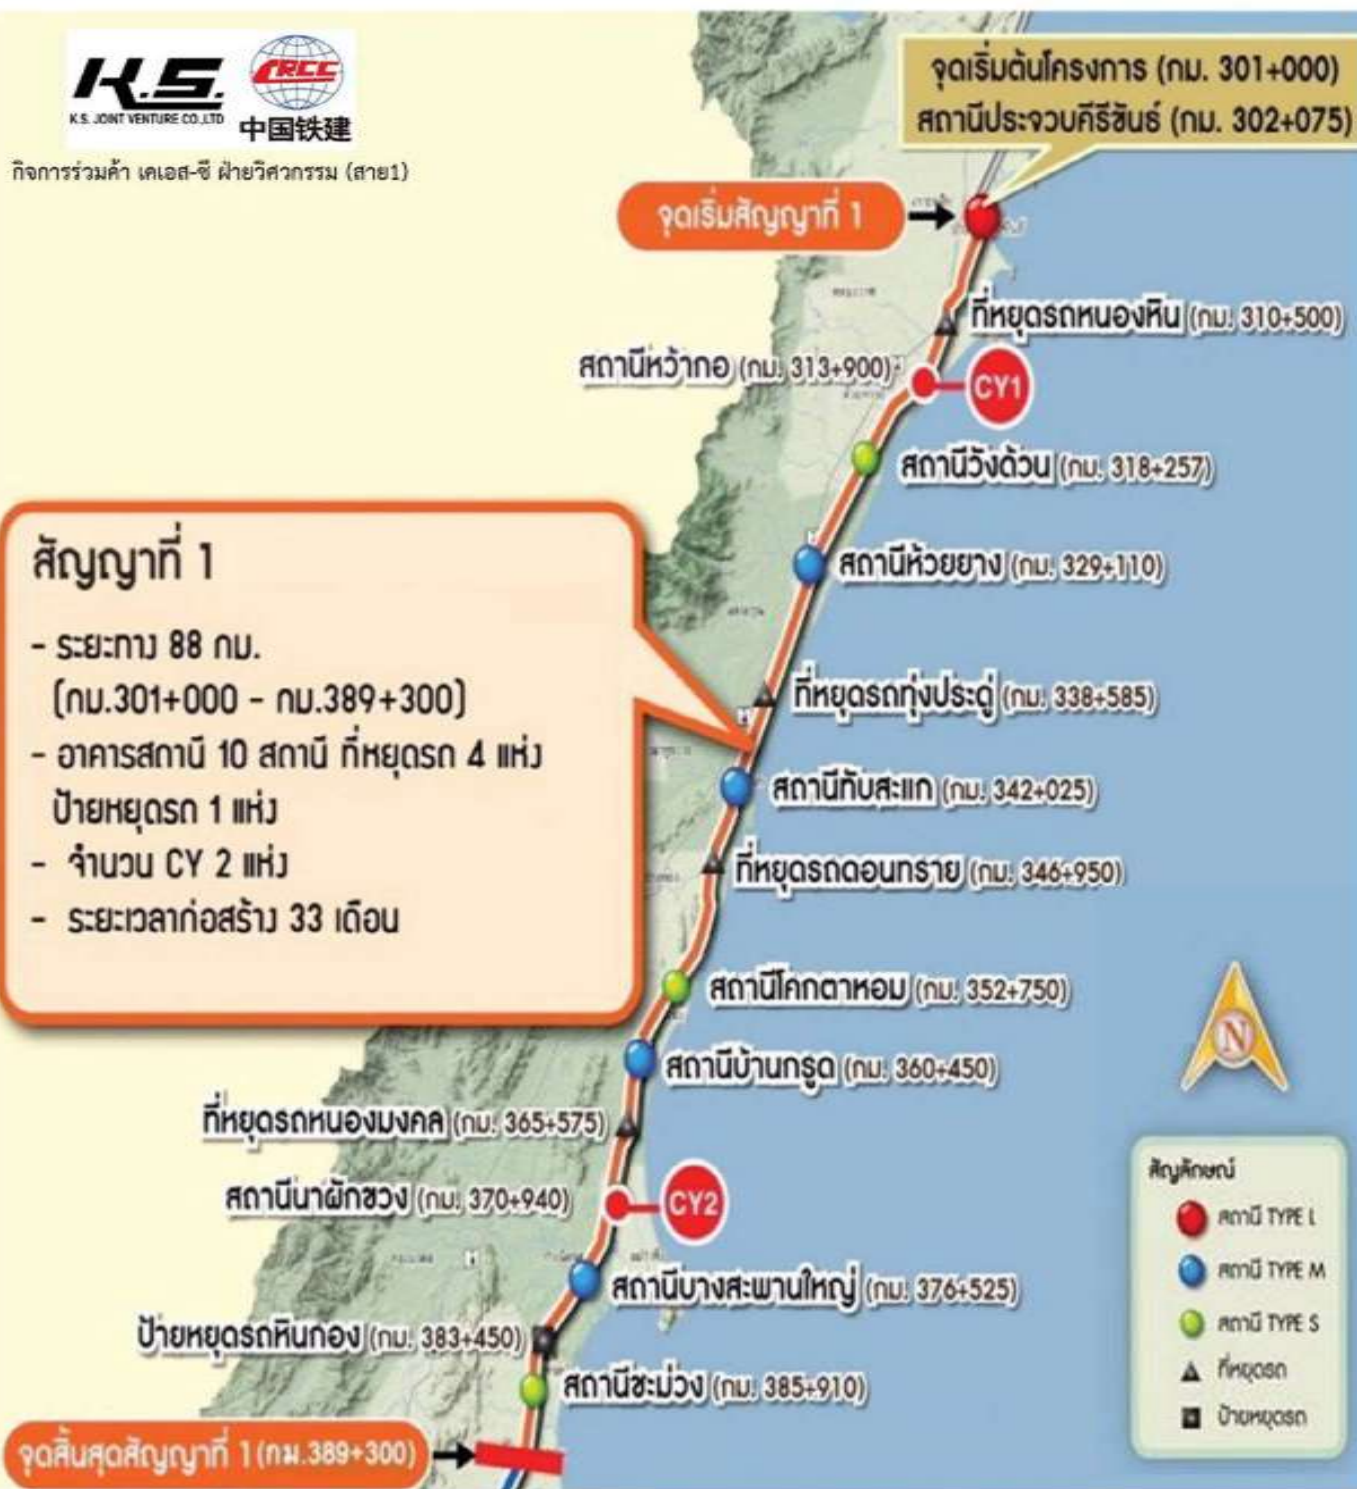 K.S.
K.S. JOINT VENTURE CO.,LTD
CRCC
中国铁建
กิจการร่วมค้า เคเอส-ซี ฝ่ายวิศวกรรม (สาย1)
จุดเริ่มต้นโครงการ (กม. 301+000)
สถานีประจวบคีรีขันธ์ (กม. 302+075)
จุดเริ่มสัญญาที่ 1
ที่หยุดรถหนองหิน (กม. 310+500)
สถานีหว้ากอ (กม. 313+900)
CY1
สถานีวังด้วน (กม. 318+257)
สถานีห้วยยาง (กม. 329+110)
สัญญาที่ 1
- ระยะทาง 88 กม.
(กม.301+000 - กม.389+300)
- อาคารสถานี 10 สถานี ที่หยุดรถ 4 แห่ง
ป้ายหยุดรถ 1 แห่ง
- จำนวน CY 2 แห่ง
- ระยะเวลาก่อสร้าง 33 เดือน
ที่หยุดรถทุ่งประดู่ (กม. 338+585)
สถานีทับสะแก (กม. 342+025)
ที่หยุดรถดอนทราย (กม. 346+950)
สถานีโคกตาหอม (กม. 352+750)
สถานีบ้านกรูด (กม. 360+450)
ที่หยุดรถหนองมงคล (กม. 365+575)
สถานีนาผักขวง (กม. 370+940)
CY2
สถานีบางสะพานใหญ่ (กม. 376+525)
ป้ายหยุดรถหินกอง (กม. 383+450)
สถานีชะม่วง (กม. 385+910)
จุดสิ้นสุดสัญญาที่ 1 (กม.389+300)
N
สัญลักษณ์
สถานี TYPE L
สถานี TYPE M
สถานี TYPE S
ที่หยุดรถ
ป้ายหยุดรถ